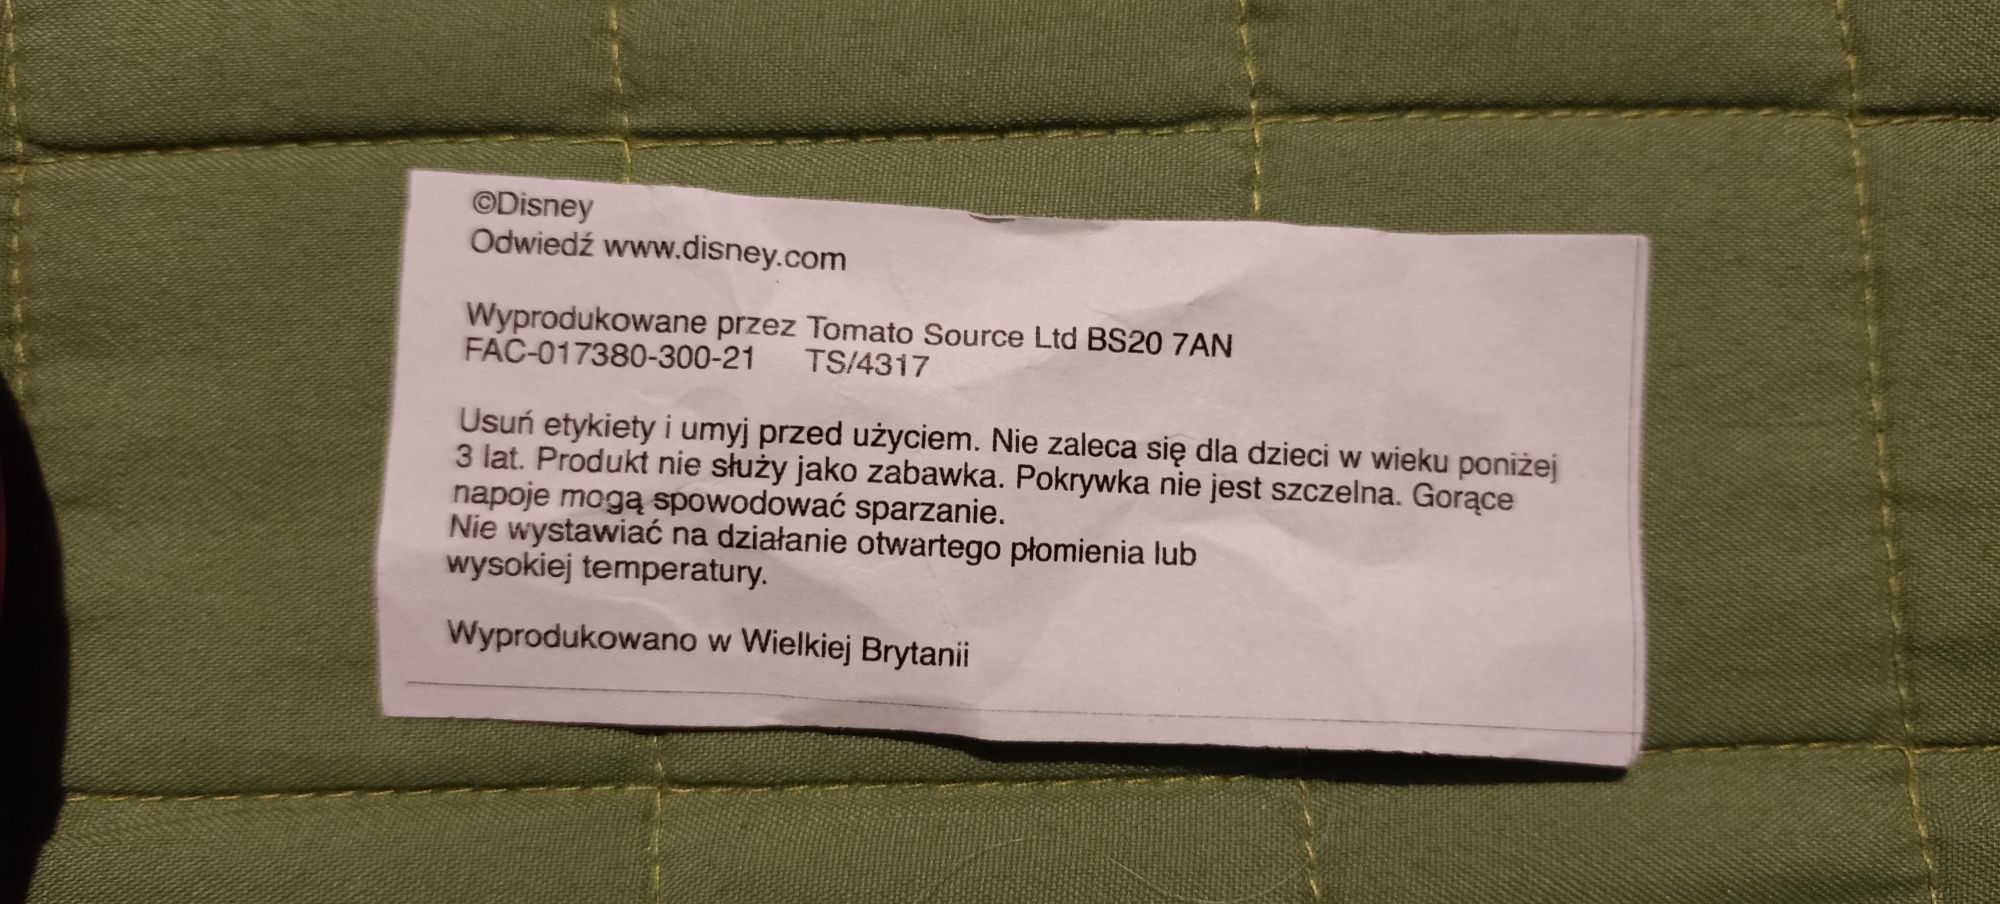 ©Disney
Odwiedź www.disney.com
Wyprodukowane przez Tomato Source Ltd BS20 7AN
FAC-017380-300-21 TS/4317
Usuń etykiety i umyj przed użyciem. Nie zaleca się dla dzieci w wieku poniżej
3 lat. Produkt nie służy jako zabawka. Pokrywka nie jest szczelna. Gorące
napoje mogą spowodować sparzanie.
Nie wystawiać na działanie otwartego płomienia lub
wysokiej temperatury.
Wyprodukowano w Wielkiej Brytanii